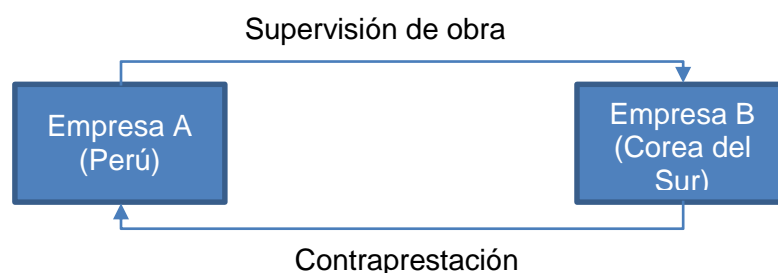 Supervisión de obra
Empresa A
(Perú)
Empresa B
(Corea del
Sur)
Contraprestación